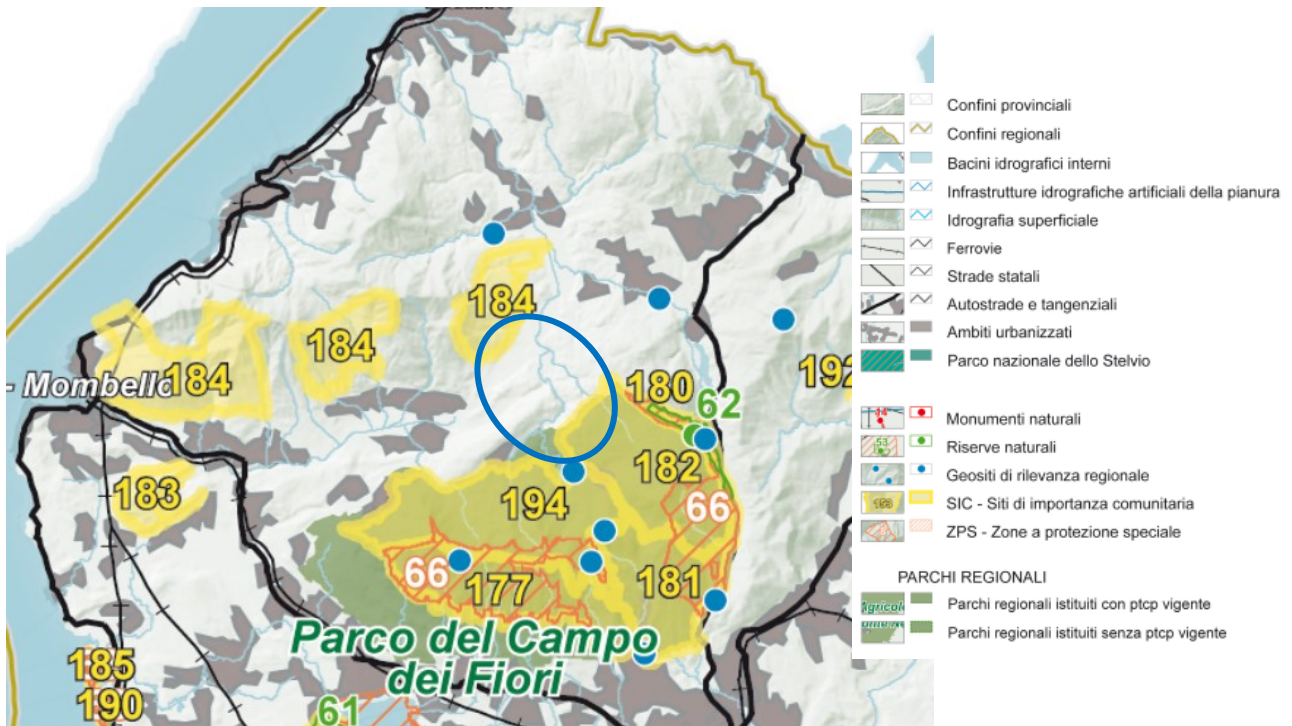 184
184
184
- Mombello
192
180
62
183
182
194
66
66
177
181
Parco del Campo
dei Fiori
185
190
61
Confini provinciali
Confini regionali
Bacini idrografici interni
Infrastrutture idrografiche artificiali della pianura
Idrografia superficiale
Ferrovie
Strade statali
Autostrade e tangenziali
Ambiti urbanizzati
Parco nazionale dello Stelvio
Monumenti naturali
53
Riserve naturali
Geositi di rilevanza regionale
153
SIC - Siti di importanza comunitaria
ZPS - Zone a protezione speciale
PARCHI REGIONALI
Parchi regionali istituiti con ptcp vigente
Parchi regionali istituiti senza ptcp vigente